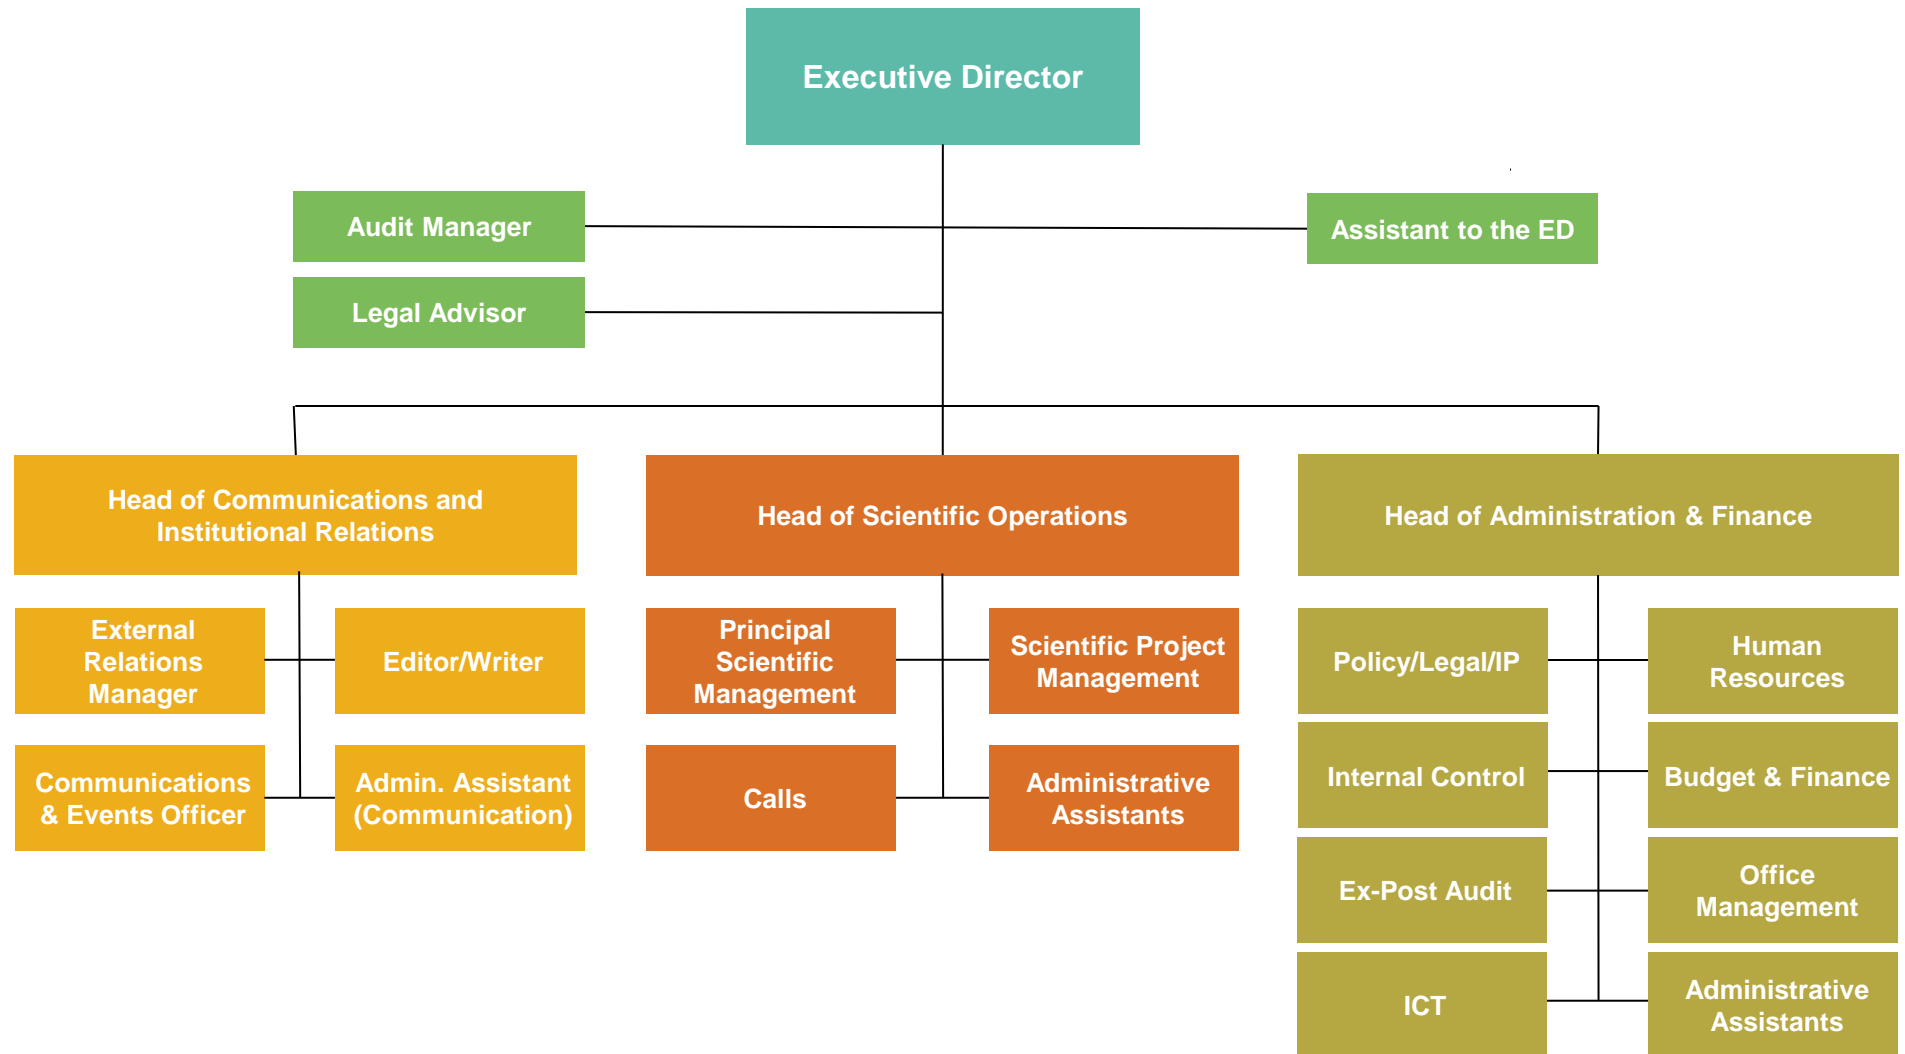 Executive Director
Audit Manager
Assistant to the ED
Legal Advisor
Head of Communications and
Institutional Relations
Head of Scientific Operations
Head of Administration & Finance
External
Relations
Manager
Editor/Writer
Communications
& Events Officer
Admin. Assistant
(Communication)
Principal
Scientific
Management
Scientific Project
Management
Calls
Administrative
Assistants
Policy/Legal/IP
Human
Resources
Internal Control
Budget & Finance
Ex-Post Audit
Office
Management
ICT
Administrative
Assistants